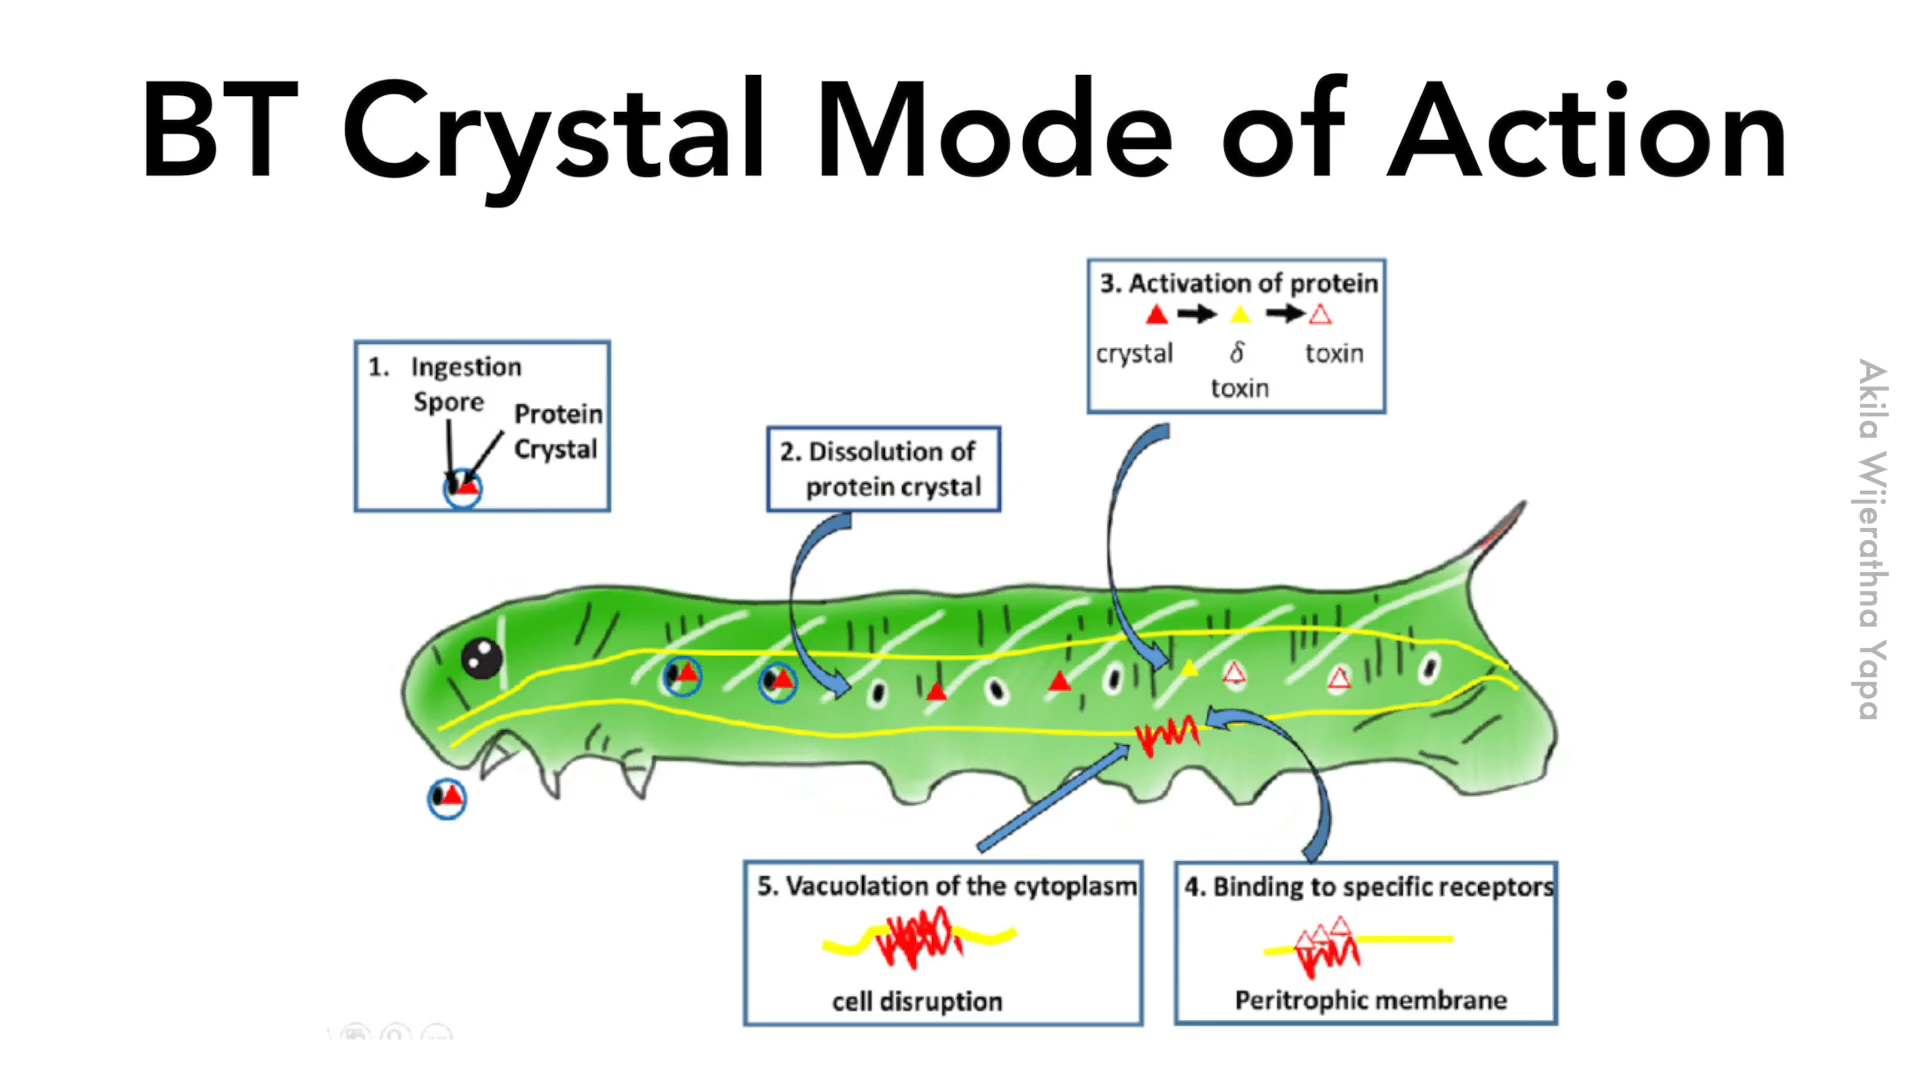 BT Crystal Mode of Action
1. Ingestion
Spore
Protein
Crystal
2. Dissolution of
protein crystal
3. Activation of protein
crystal δ toxin
toxin
5. Vacuolation of the cytoplasm
cell disruption
4. Binding to specific receptors
Peritrophic membrane
Akila Wijerathna Yapa